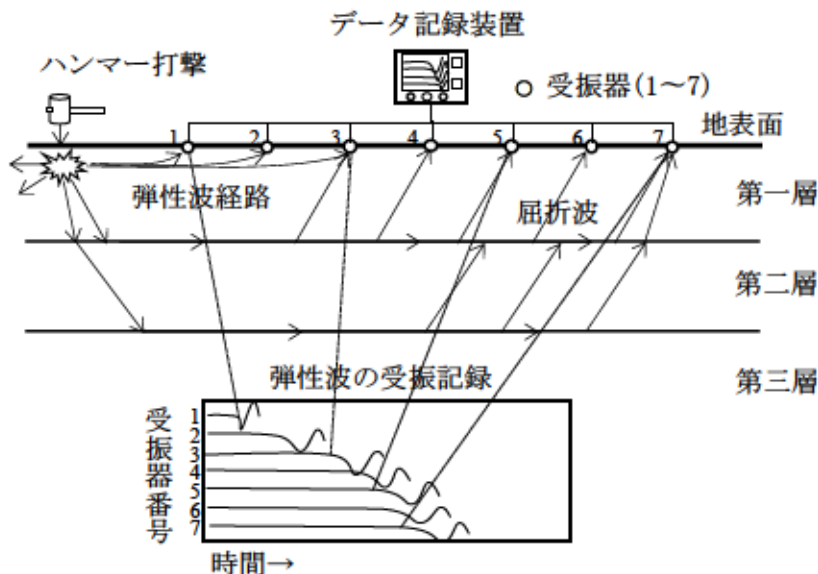 データ記録装置
ハンマー打撃
受振器(1～7)
地表面
1 2 3 4 5 6 7
弾性波経路
屈折波
第一層
第二層
弾性波の受振記録
第三層
受振器番号
1
2
3
4
5
6
7
時間→